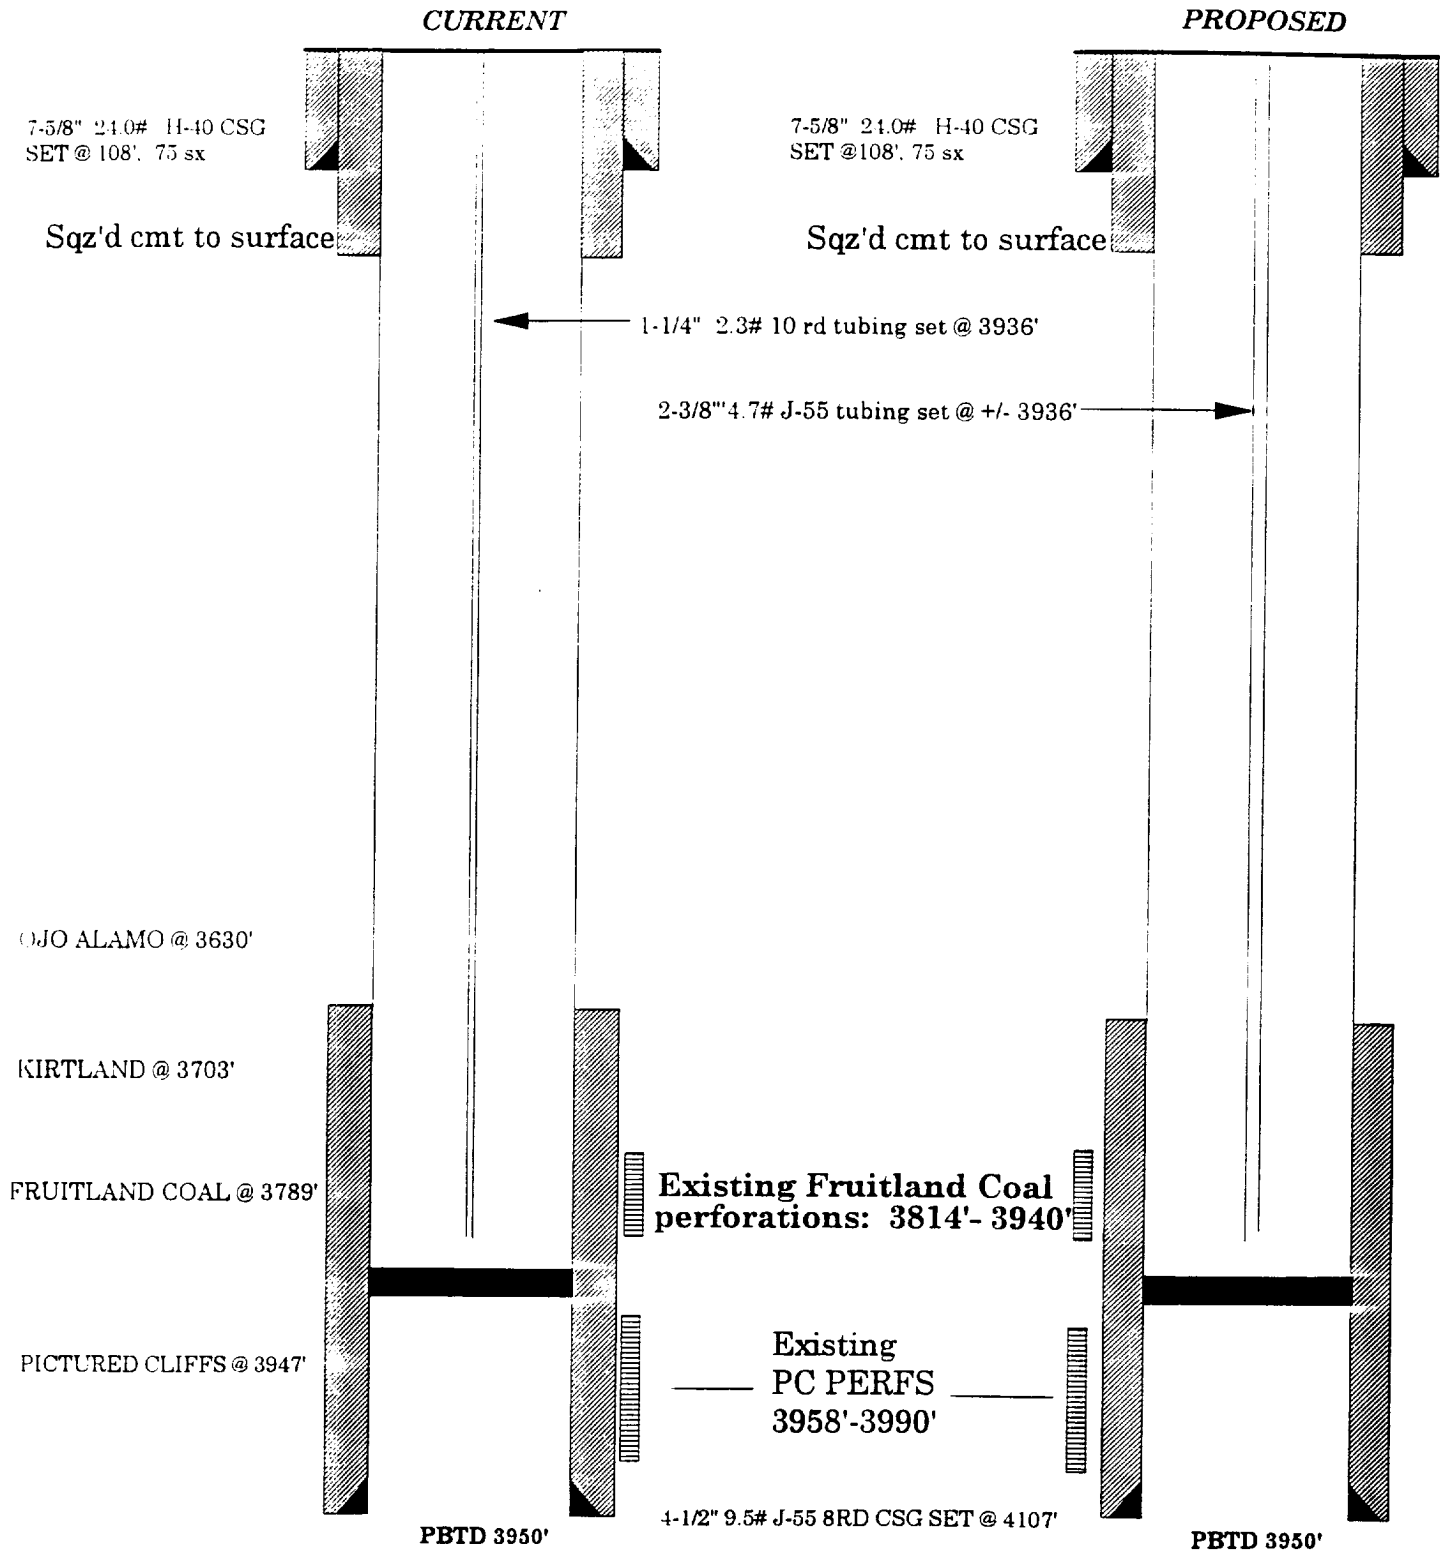 CURRENT
PROPOSED
7-5/8" 24.0# H-40 CSG
SET @ 108', 75 sx
7-5/8" 24.0# H-40 CSG
SET @108', 75 sx
Sqz'd cmt to surface
Sqz'd cmt to surface
1-1/4" 2.3# 10 rd tubing set @ 3936'
2-3/8"'4.7# J-55 tubing set @ +/- 3936'
OJO ALAMO @ 3630'
KIRTLAND @ 3703'
FRUITLAND COAL @ 3789'
Existing Fruitland Coal
perforations: 3814'- 3940'
PICTURED CLIFFS @ 3947'
Existing
PC PERFS
3958'-3990'
4-1/2" 9.5# J-55 8RD CSG SET @ 4107'
PBTD 3950'
PBTD 3950'